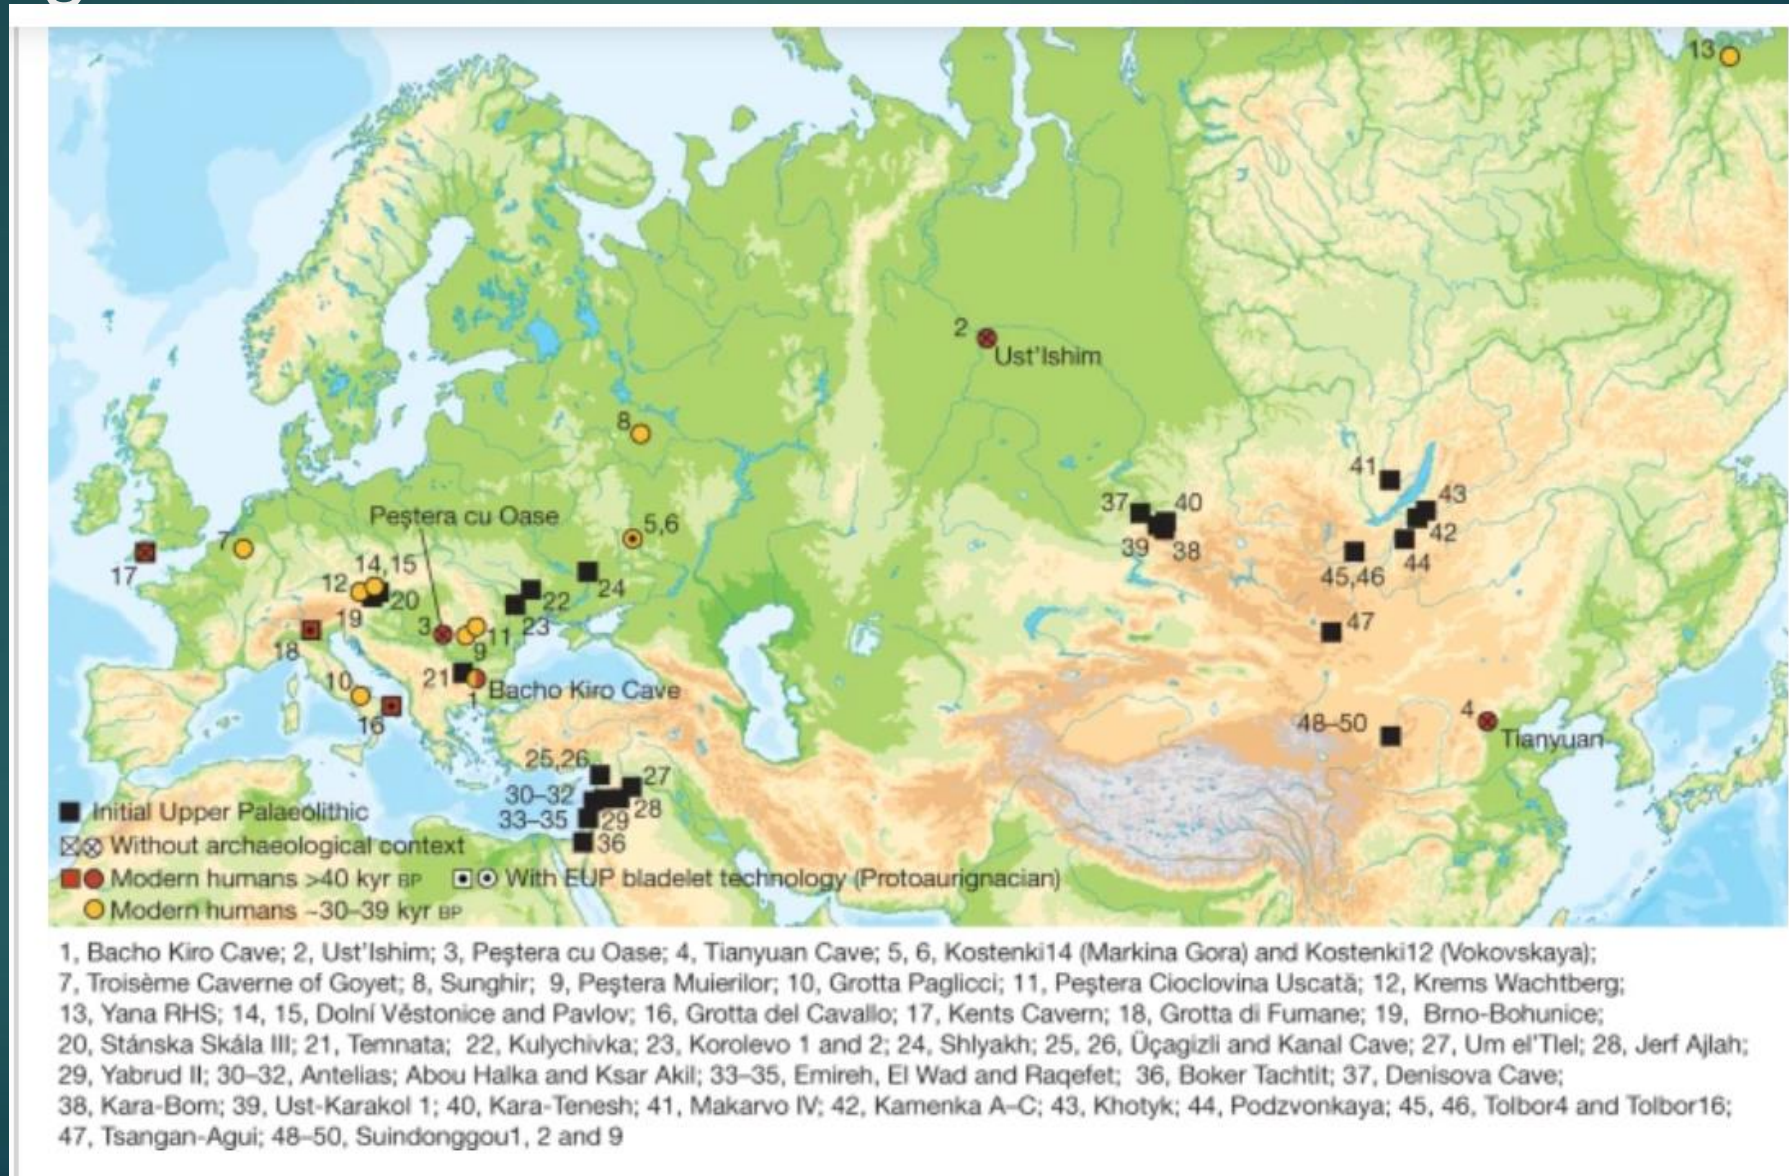 13
2
Ust'Ishim
8
41
37
40
43
Peştera cu Oase
5,6
42
39
38
7
44
17
45,46
14,15
12
24
20
22
19
3
23
47
18
11
9
10
21
Bacho Kiro Cave
1
4
48–50
16
Tianyuan
25,26
27
30–32
28
Initial Upper Palaeolithic
33–35
29
36
Without archaeological context
Modern humans >40 kyr BP
With EUP bladelet technology (Protoaurignacian)
Modern humans ~30–39 kyr BP
1, Bacho Kiro Cave; 2, Ust'Ishim; 3, Peştera cu Oase; 4, Tianyuan Cave; 5, 6, Kostenki14 (Markina Gora) and Kostenki12 (Vokovskaya);
7, Troisème Caverne of Goyet; 8, Sunghir; 9, Peştera Muierilor; 10, Grotta Paglicci; 11, Peştera Cioclovina Uscată; 12, Krems Wachtberg;
13, Yana RHS; 14, 15, Dolní Věstonice and Pavlov; 16, Grotta del Cavallo; 17, Kents Cavern; 18, Grotta di Fumane; 19, Brno-Bohunice;
20, Stánska Skála III; 21, Temnata; 22, Kulychivka; 23, Korolevo 1 and 2; 24, Shlyakh; 25, 26, Üçagizli and Kanal Cave; 27, Um el'Tlel; 28, Jerf Ajlah;
29, Yabrud II; 30–32, Antelias; Abou Halka and Ksar Akil; 33–35, Emireh, El Wad and Raqefet; 36, Boker Tachtit; 37, Denisova Cave;
38, Kara-Bom; 39, Ust-Karakol 1; 40, Kara-Tenesh; 41, Makarvo IV; 42, Kamenka A–C; 43, Khotyk; 44, Podzvonkaya; 45, 46, Tolbor4 and Tolbor16;
47, Tsangan-Agui; 48–50, Suindonggou1, 2 and 9